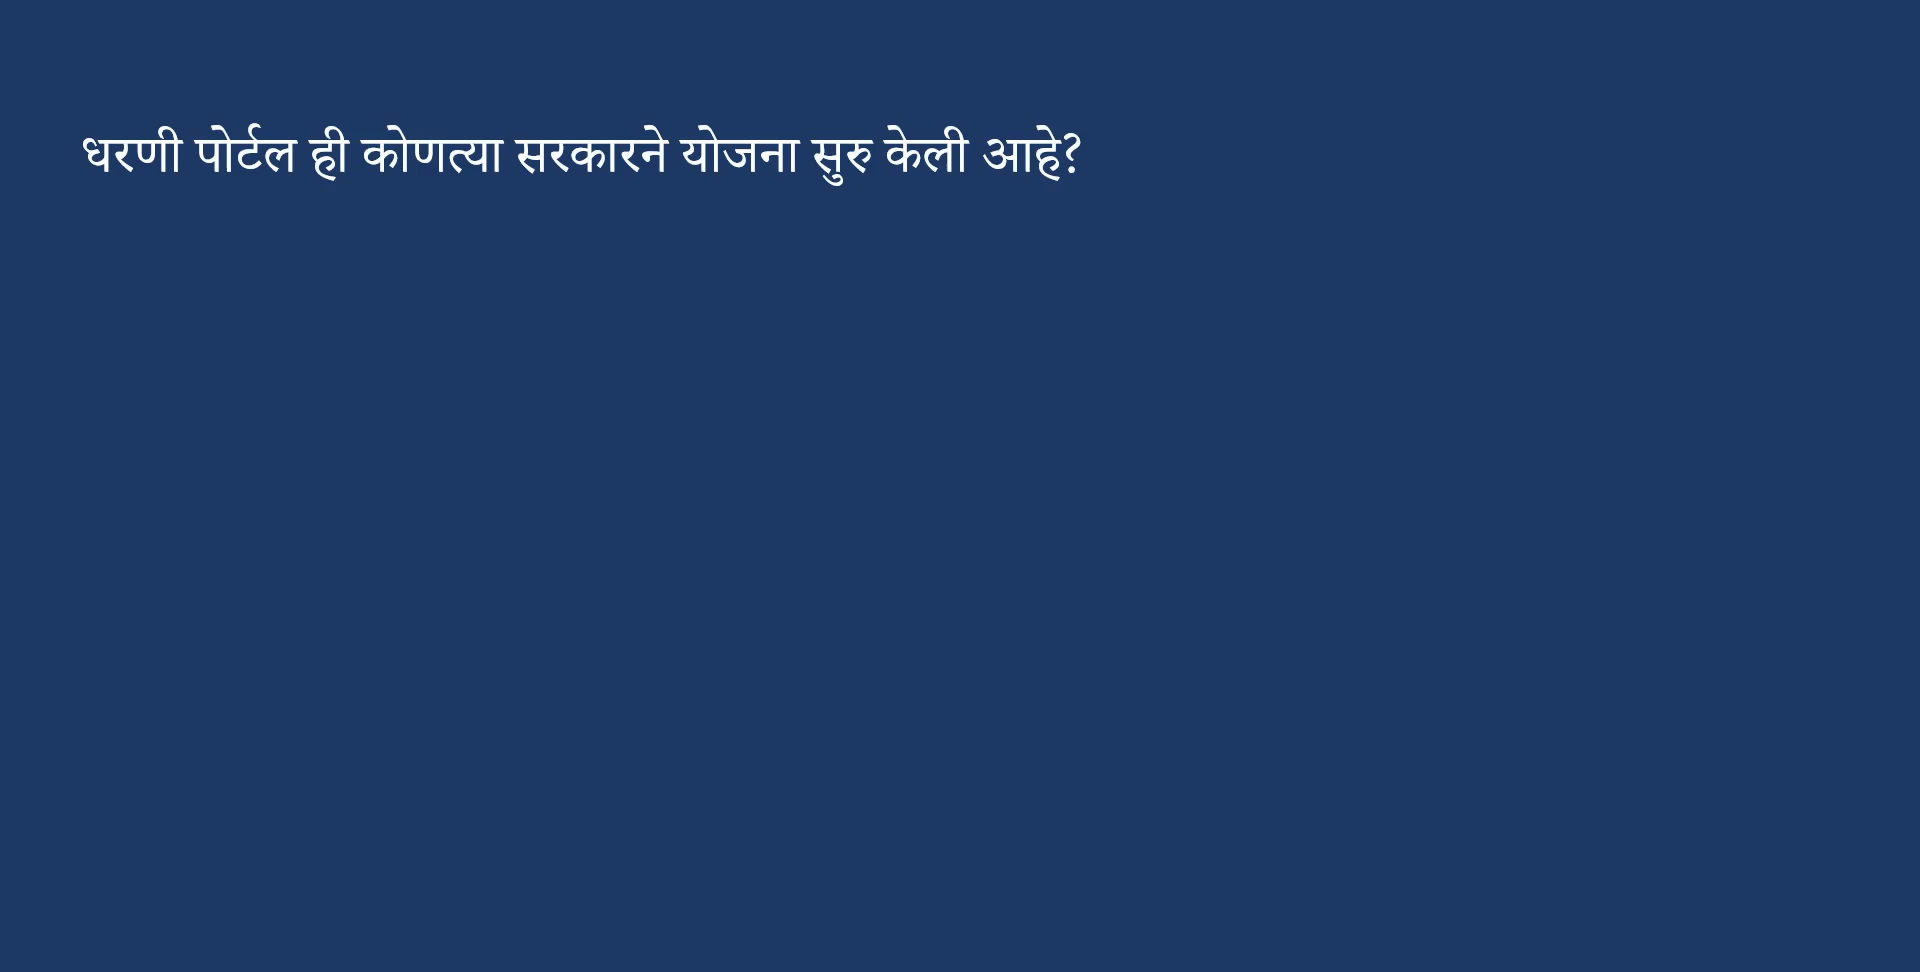 धरणी पोर्टल ही कोणत्या सरकारने योजना सुरु केली आहे?